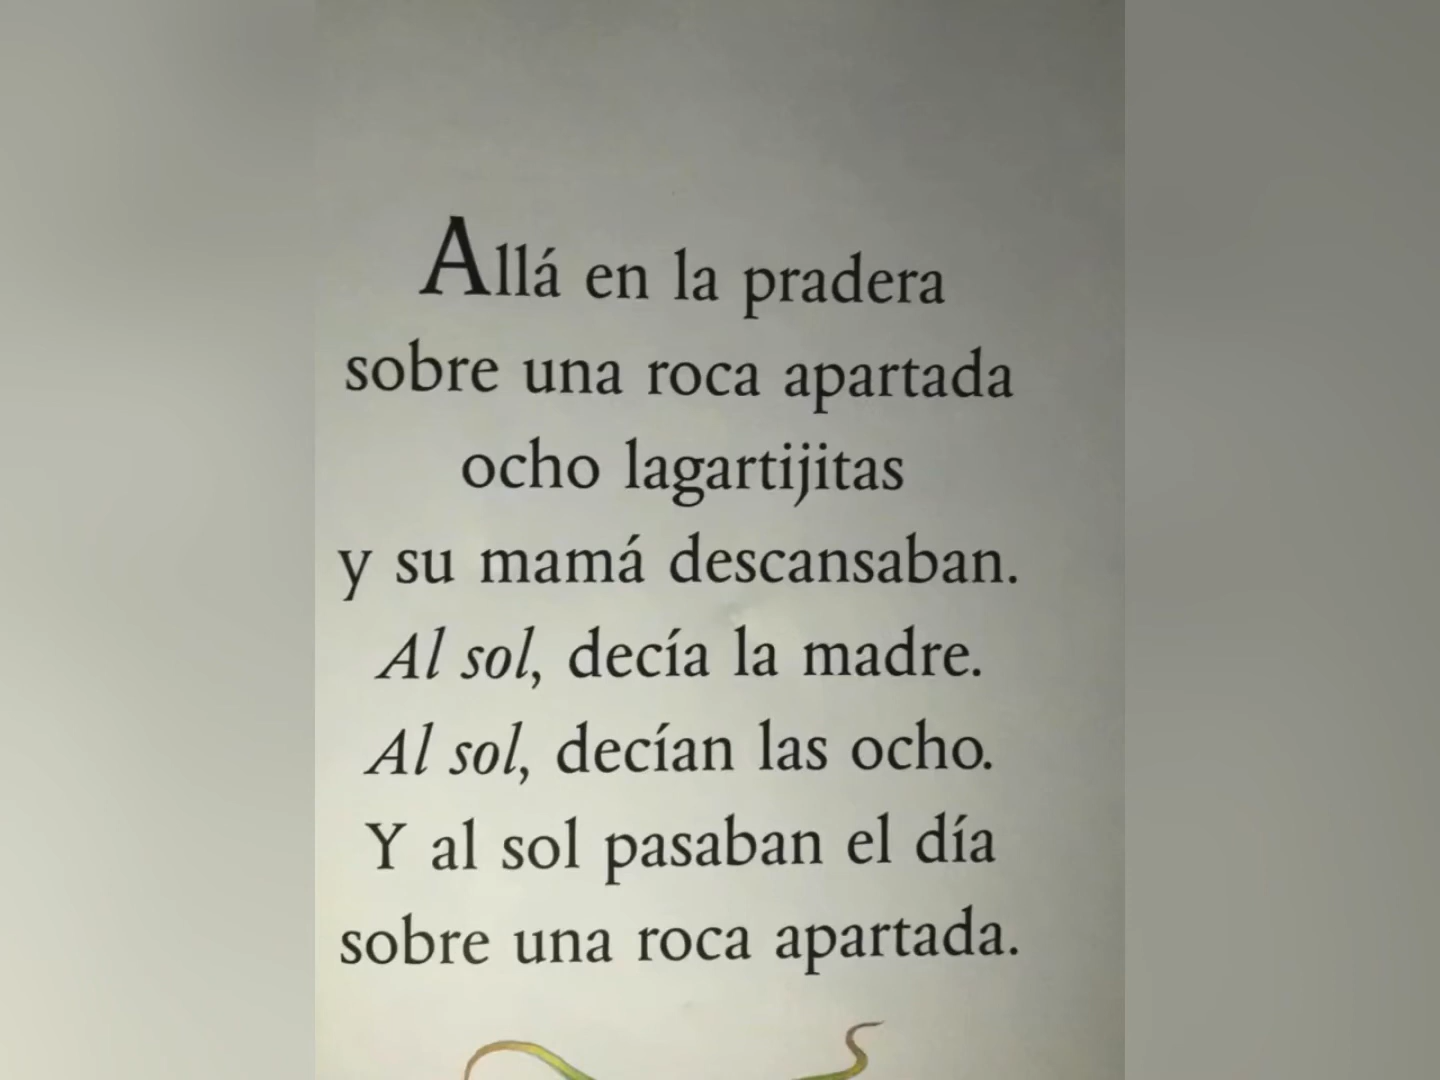 Allá en la pradera
sobre una roca apartada
ocho lagartijitas
y su mamá descansaban.
Al sol, decía la madre.
Al sol, decían las ocho.
Y al sol pasaban el día
sobre una roca apartada.